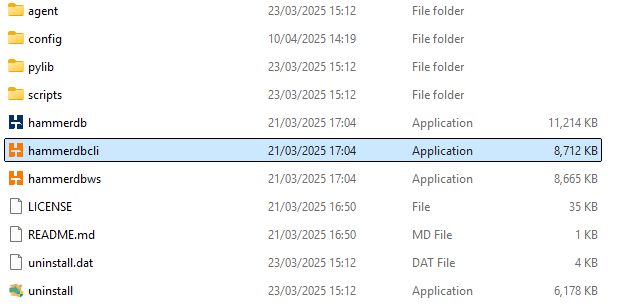 agent 23/03/2025 15:12 File folder
config 10/04/2025 14:19 File folder
pylib 23/03/2025 15:12 File folder
scripts 23/03/2025 15:12 File folder
hammerdb 21/03/2025 17:04 Application 11,214 KB
hammerdbcli 21/03/2025 17:04 Application 8,712 KB
hammerdbws 21/03/2025 17:04 Application 8,665 KB
LICENSE 21/03/2025 16:50 File 35 KB
README.md 21/03/2025 16:50 MD File 1 KB
uninstall.dat 23/03/2025 15:12 DAT File 4 KB
uninstall 23/03/2025 15:12 Application 6,178 KB